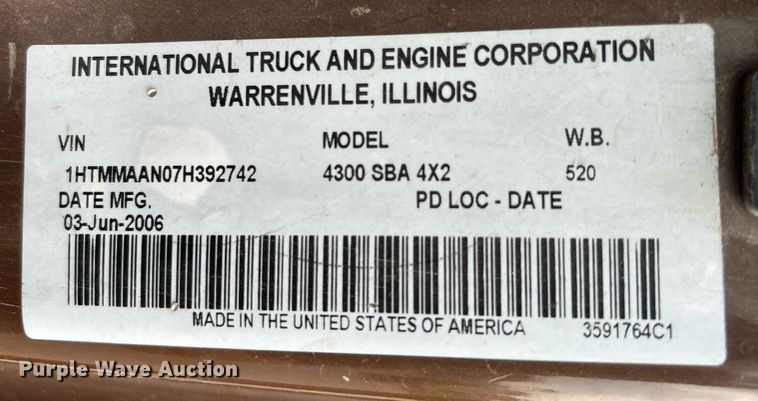 INTERNATIONAL TRUCK AND ENGINE CORPORATION
WARRENVILLE, ILLINOIS
VIN MODEL W.B.
1HTMMAAN07H392742 4300 SBA 4X2 520
DATE MFG. PD LOC - DATE
03-Jun-2006
MADE IN THE UNITED STATES OF AMERICA 3591764C1
Purple Wave Auction